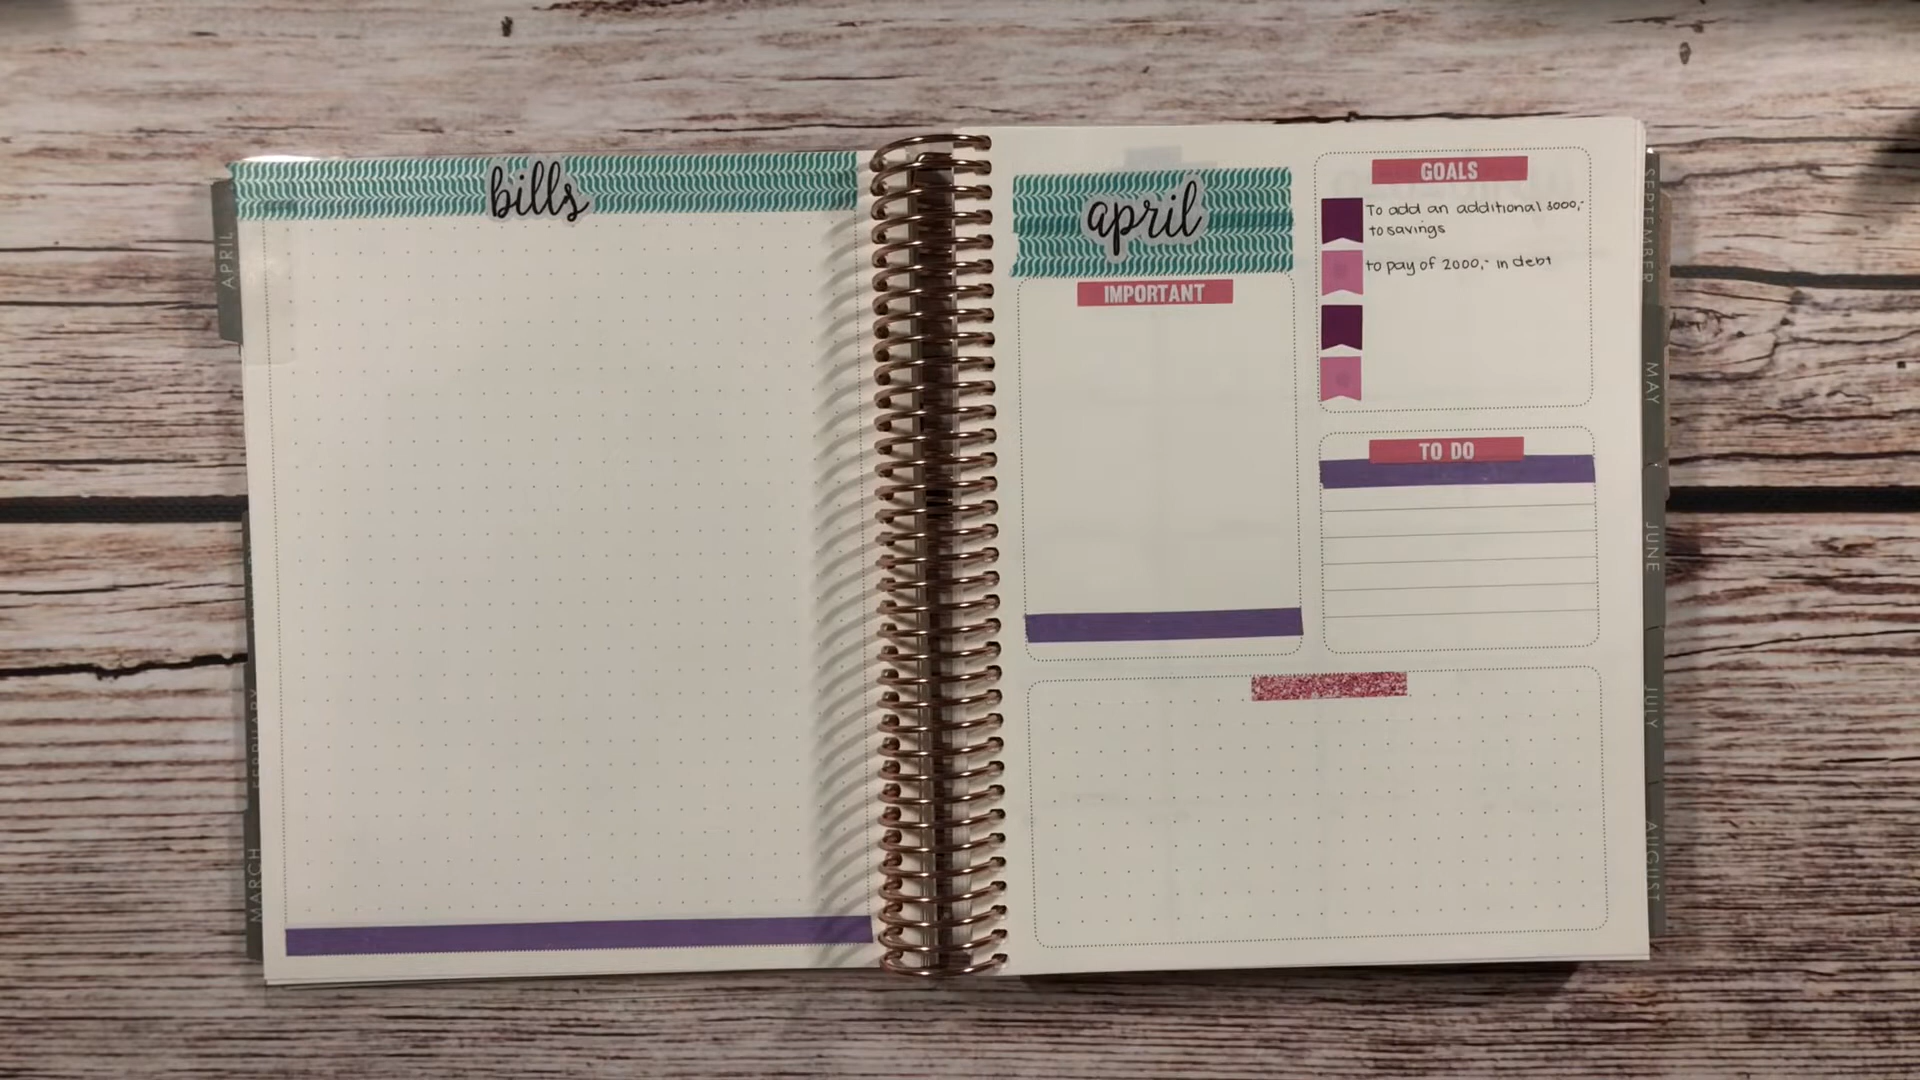 bills
APRIL
FEBRUARY
MARCH
april
IMPORTANT
GOALS
To add an additional 3000,-
to savings
to pay of 2000,- in debt
TO DO
SEPTEMBER
MAY
JUNE
JULY
AUGUST